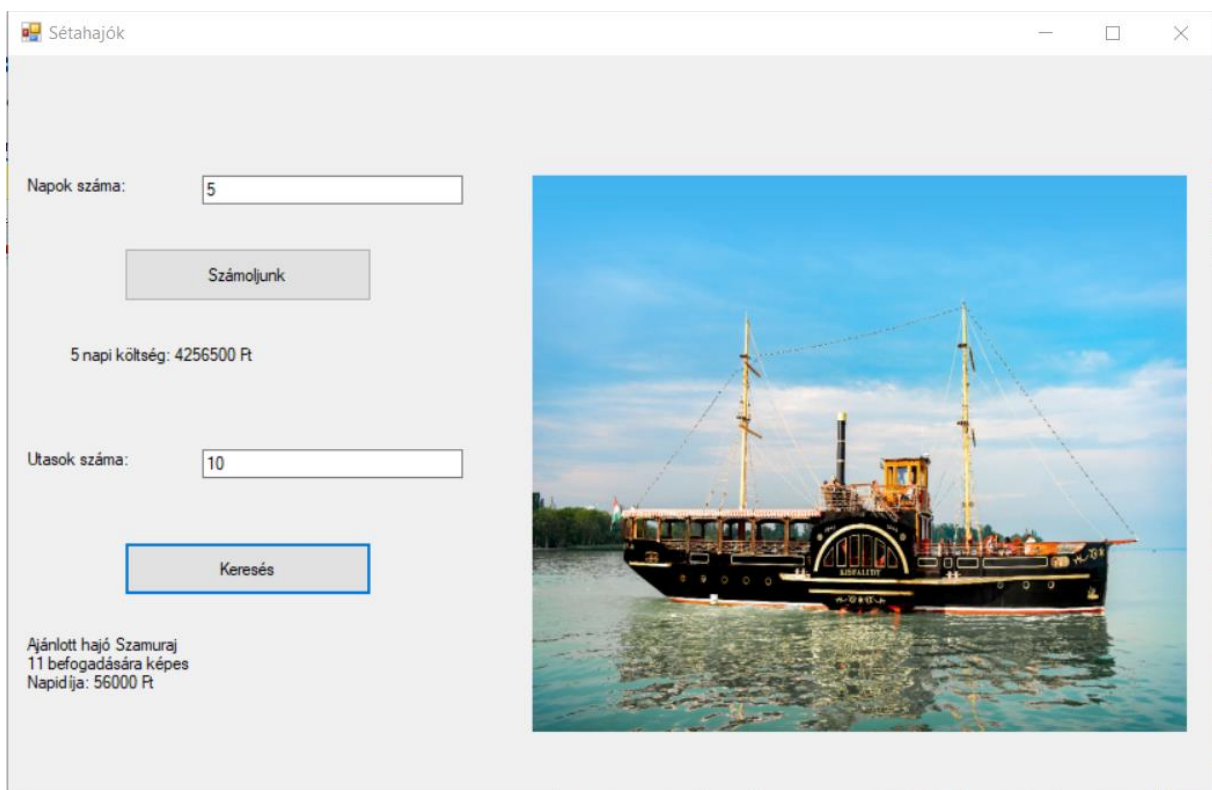 Sétahajók
Napok száma:
5
Számoljunk
5 napi költség: 4256500 Ft
Utasok száma:
10
Keresés
Ajánlott hajó Szamuraj
11 befogadására képes
Napidíja: 56000 Ft
KISFALUDY